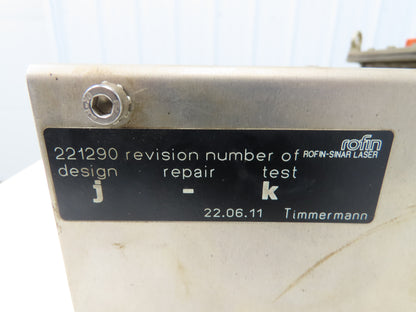 rofin
221290 revision number of ROFIN-SINAR LASER
design repair test
j - k
22.06.11 Timmermann